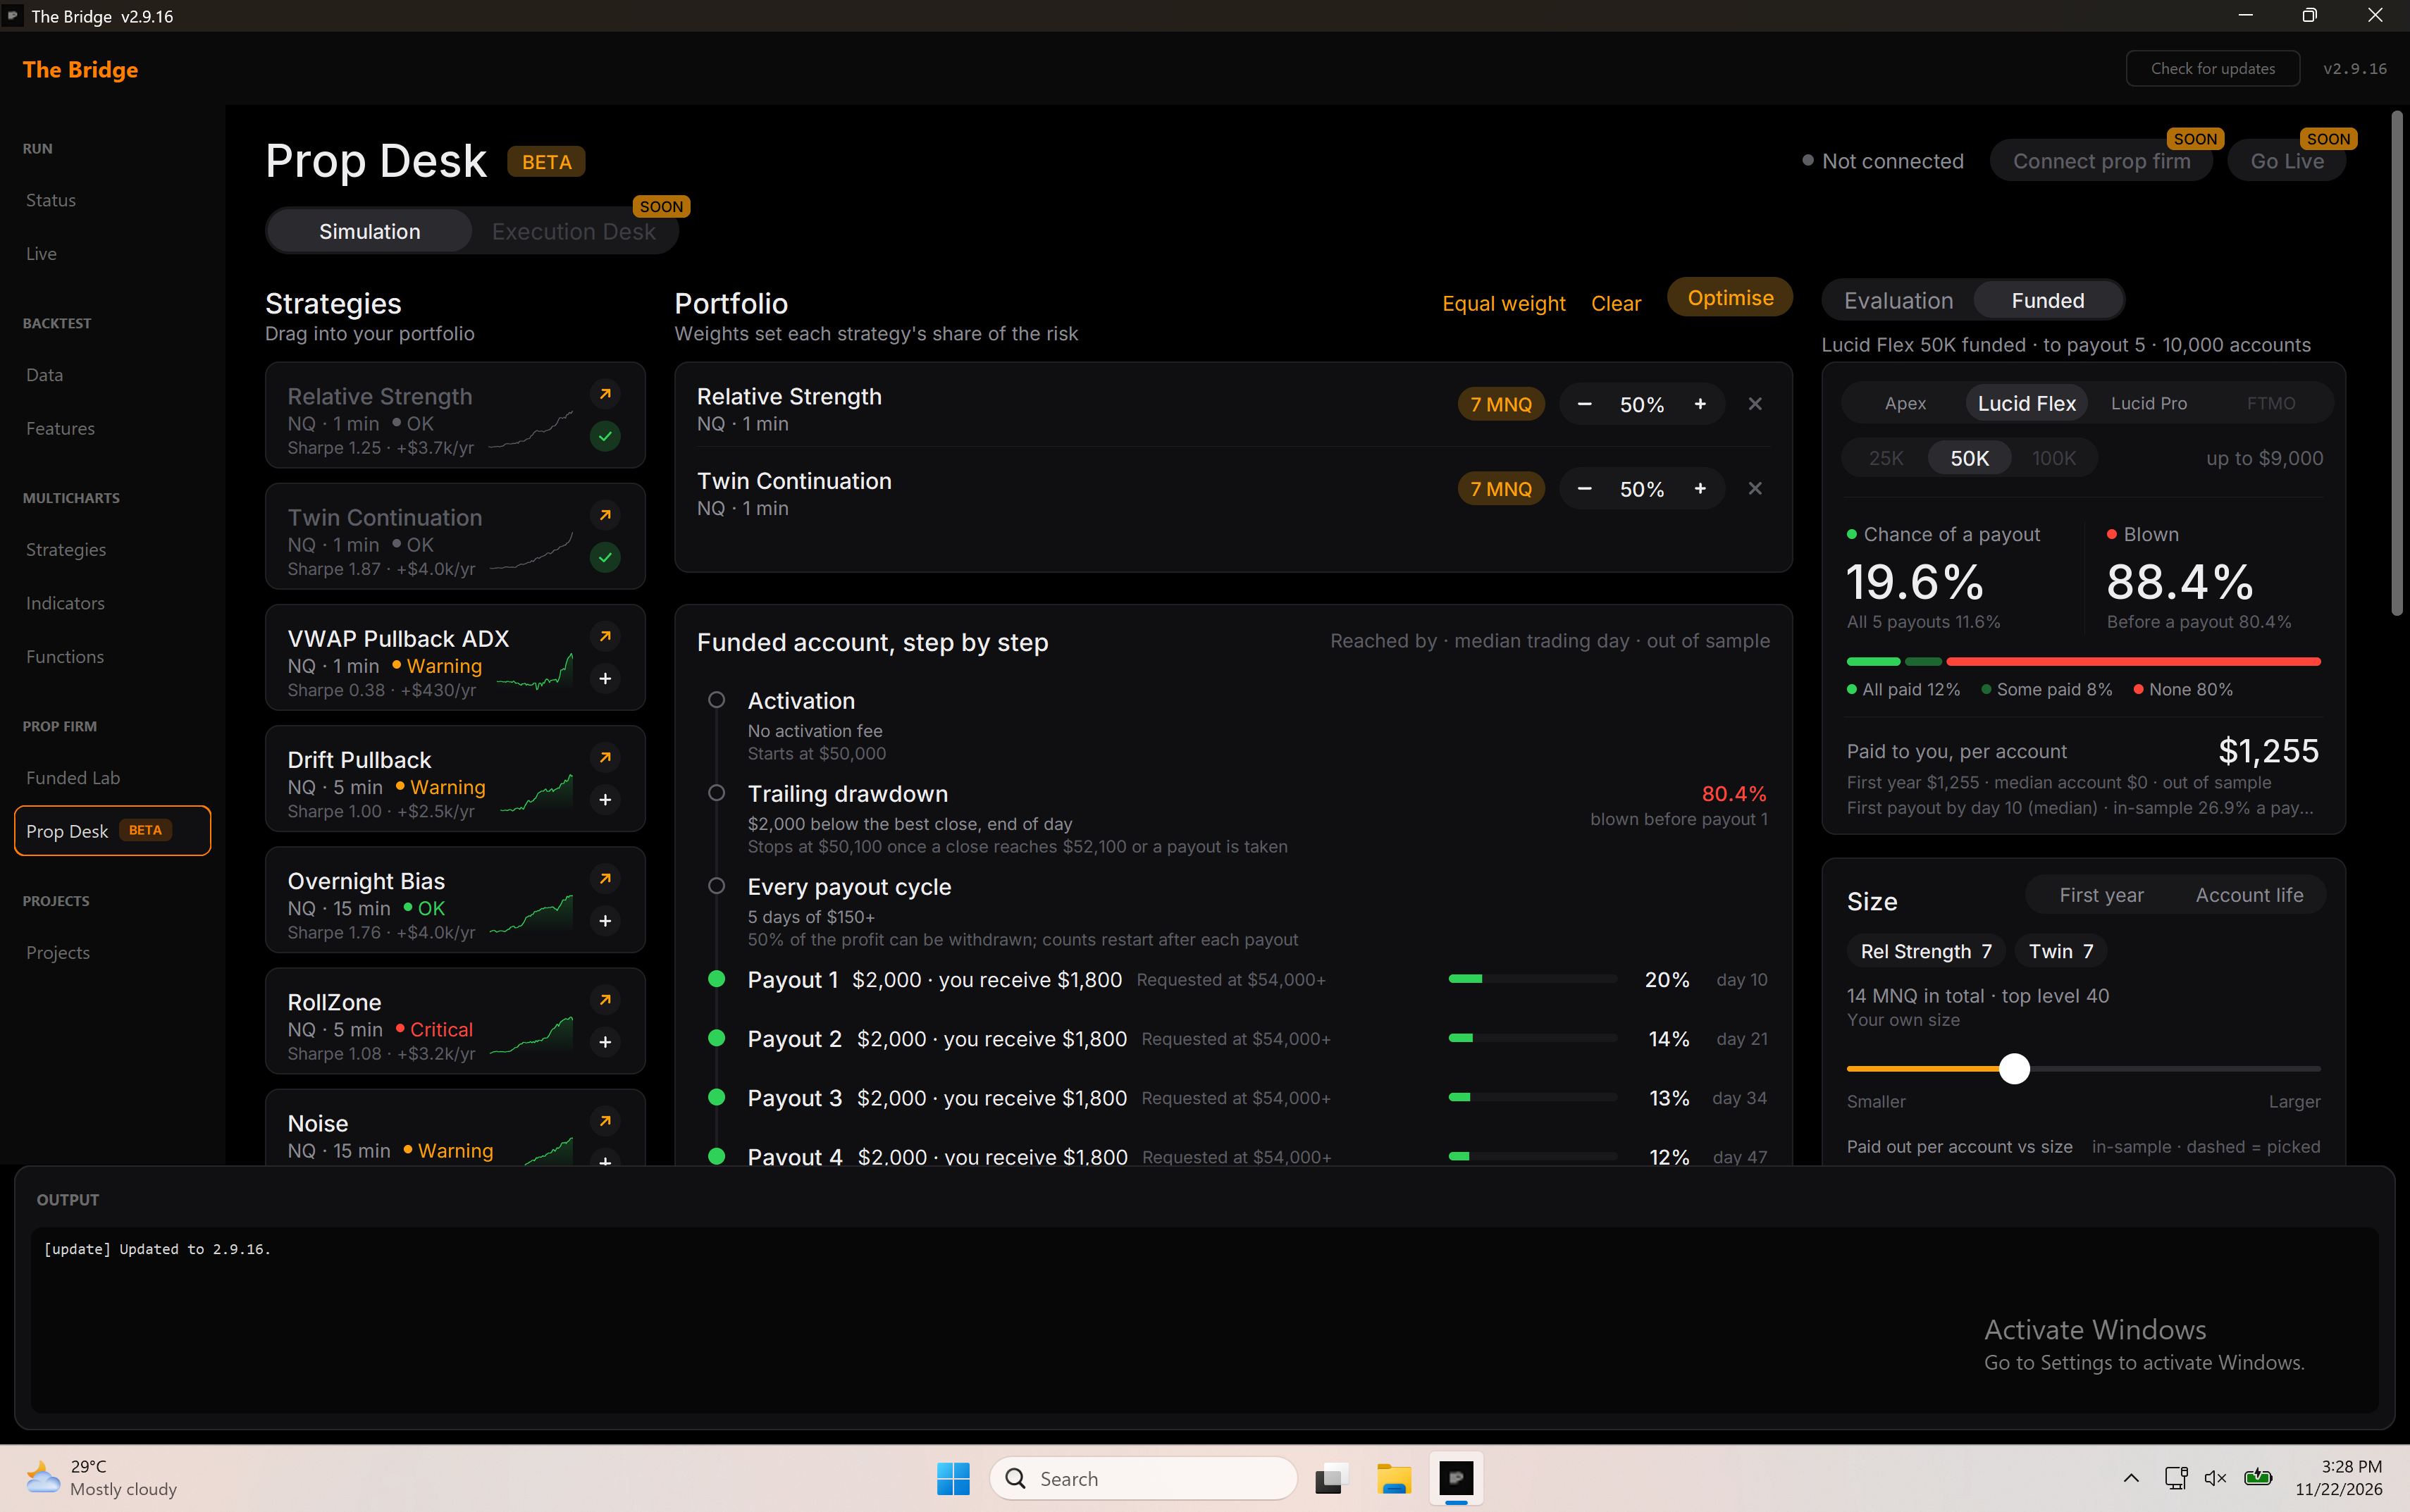 The Bridge v2.9.16
The Bridge
Check for updates
v2.9.16
RUN
Status
Live
BACKTEST
Data
Features
MULTICHARTS
Strategies
Indicators
Functions
PROP FIRM
Funded Lab
Prop Desk BETA
PROJECTS
Projects
Prop Desk BETA
Not connected
Connect prop firm
SOON
Go Live
SOON
Simulation
Execution Desk
SOON
Strategies
Drag into your portfolio
Relative Strength
NQ · 1 min OK
Sharpe 1.25 · +$3.7k/yr
Twin Continuation
NQ · 1 min OK
Sharpe 1.87 · +$4.0k/yr
VWAP Pullback ADX
NQ · 1 min Warning
Sharpe 0.38 · +$430/yr
Drift Pullback
NQ · 5 min Warning
Sharpe 1.00 · +$2.5k/yr
Overnight Bias
NQ · 15 min OK
Sharpe 1.76 · +$4.0k/yr
RollZone
NQ · 5 min Critical
Sharpe 1.08 · +$3.2k/yr
Noise
NQ · 15 min Warning
Portfolio
Weights set each strategy's share of the risk
Equal weight
Clear
Optimise
Relative Strength
NQ · 1 min
7 MNQ
− 50% + ×
Twin Continuation
NQ · 1 min
7 MNQ
− 50% + ×
Funded account, step by step
Reached by · median trading day · out of sample
Activation
No activation fee
Starts at $50,000
Trailing drawdown
$2,000 below the best close, end of day
Stops at $50,100 once a close reaches $52,100 or a payout is taken
80.4%
blown before payout 1
Every payout cycle
5 days of $150+
50% of the profit can be withdrawn; counts restart after each payout
Payout 1 $2,000 · you receive $1,800 Requested at $54,000+ 20% day 10
Payout 2 $2,000 · you receive $1,800 Requested at $54,000+ 14% day 21
Payout 3 $2,000 · you receive $1,800 Requested at $54,000+ 13% day 34
Payout 4 $2,000 · you receive $1,800 Requested at $54,000+ 12% day 47
Evaluation
Funded
Lucid Flex 50K funded · to payout 5 · 10,000 accounts
Apex Lucid Flex Lucid Pro FTMO
25K 50K 100K
up to $9,000
Chance of a payout
19.6%
All 5 payouts 11.6%
Blown
88.4%
Before a payout 80.4%
All paid 12% Some paid 8% None 80%
Paid to you, per account
$1,255
First year $1,255 · median account $0 · out of sample
First payout by day 10 (median) · in-sample 26.9% a pay...
Size
First year
Account life
Rel Strength 7
Twin 7
14 MNQ in total · top level 40
Your own size
Smaller
Larger
Paid out per account vs size
in-sample · dashed = picked
OUTPUT
[update] Updated to 2.9.16.
Activate Windows
Go to Settings to activate Windows.
29°C
Mostly cloudy
Search
3:28 PM
11/22/2026